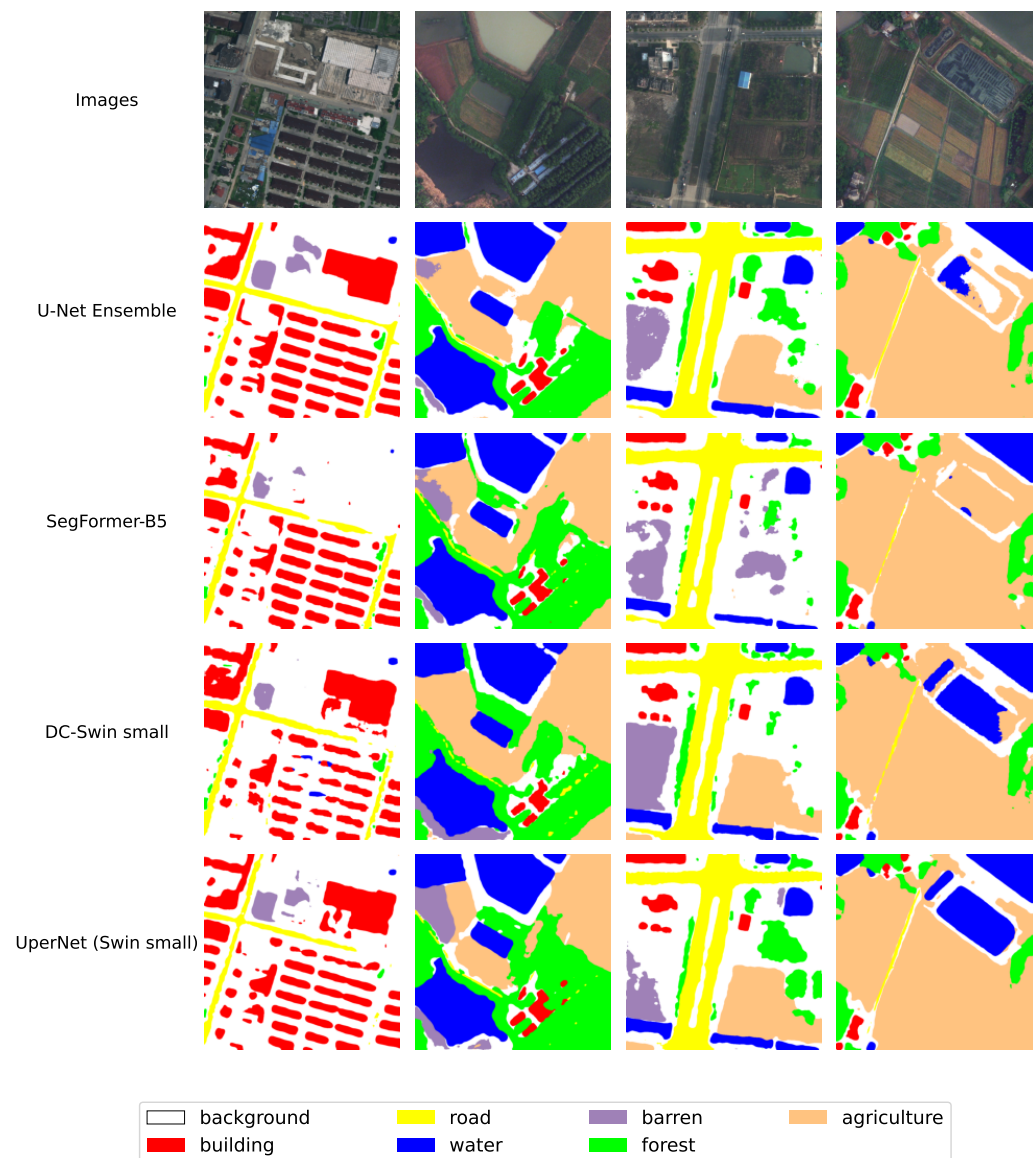 Images
U-Net Ensemble
SegFormer-B5
DC-Swin small
UperNet (Swin small)
background road barren agriculture
building water forest